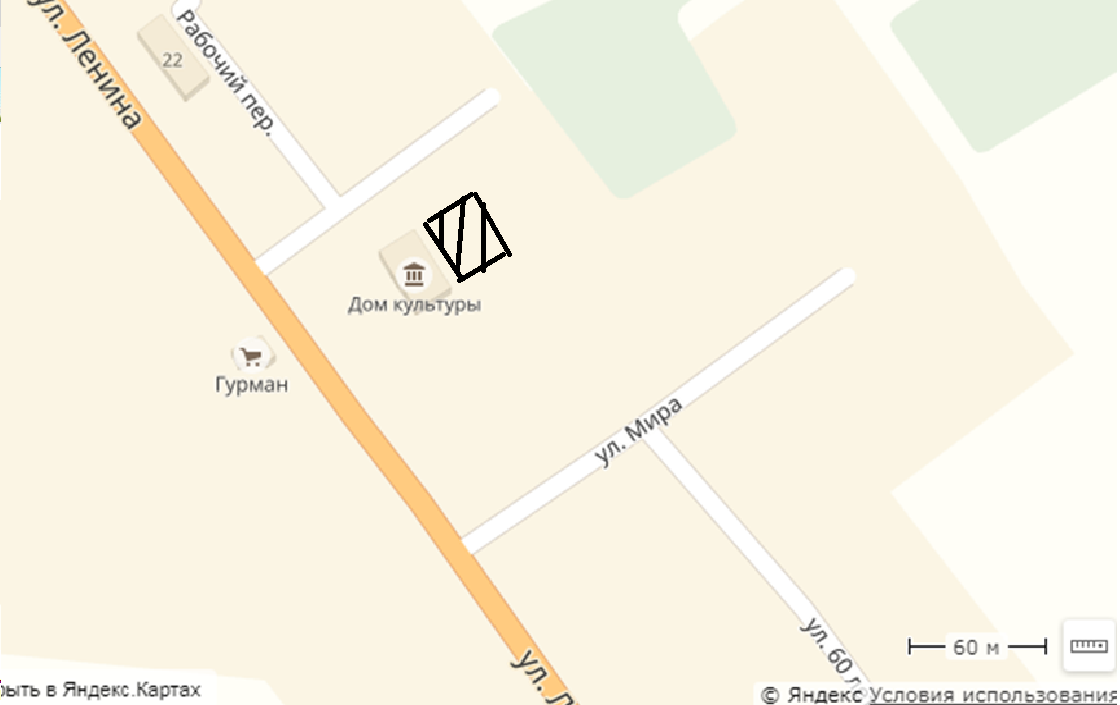 ул. Ленина
Рабочий пер.
22
Дом культуры
Гурман
ул. Мира
ул. 60 л
ул. Л
60 м
рыть в Яндекс.Картах
© Яндекс Условия использования